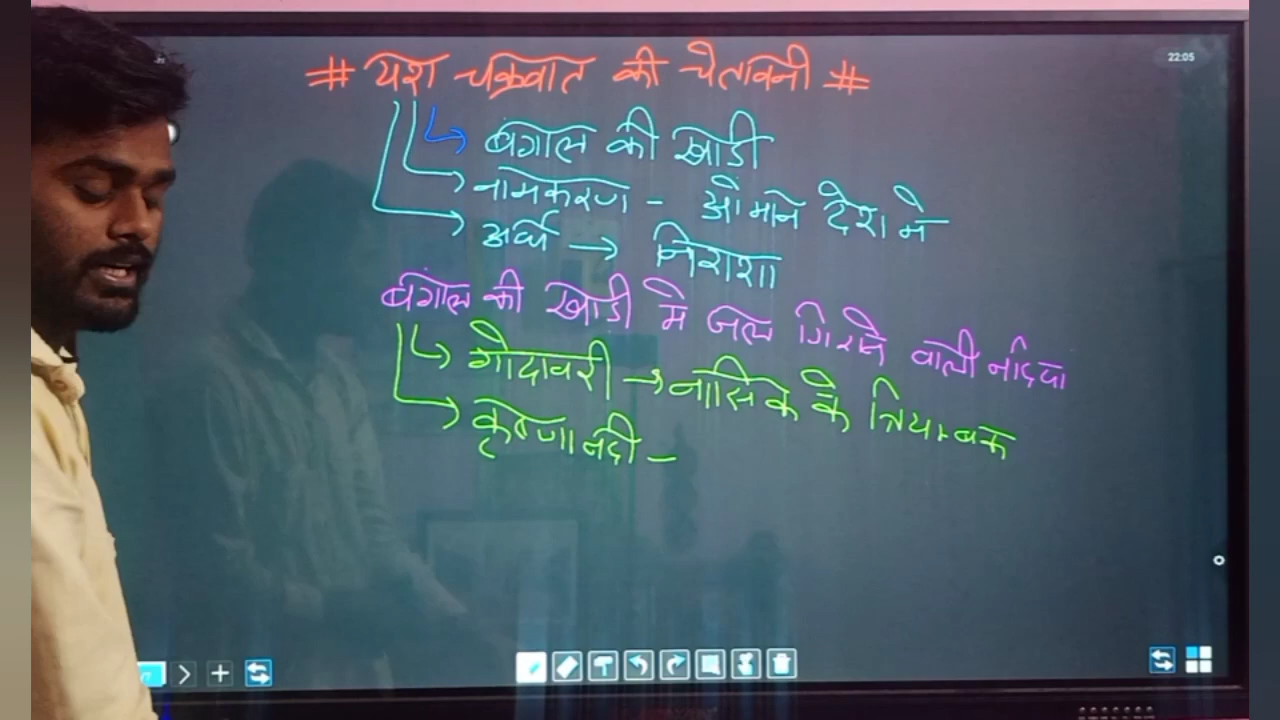 # यश चक्रवात की चेतावनी #
22:05
बंगाल की खाडी
नामकरण - ओमान देश ने
अर्थ → निराशा
बंगाल की खाडी मे जल गिराने वाली नदिया
गोदावरी → नासिक के त्रियम्बक
कृष्णा नदी -